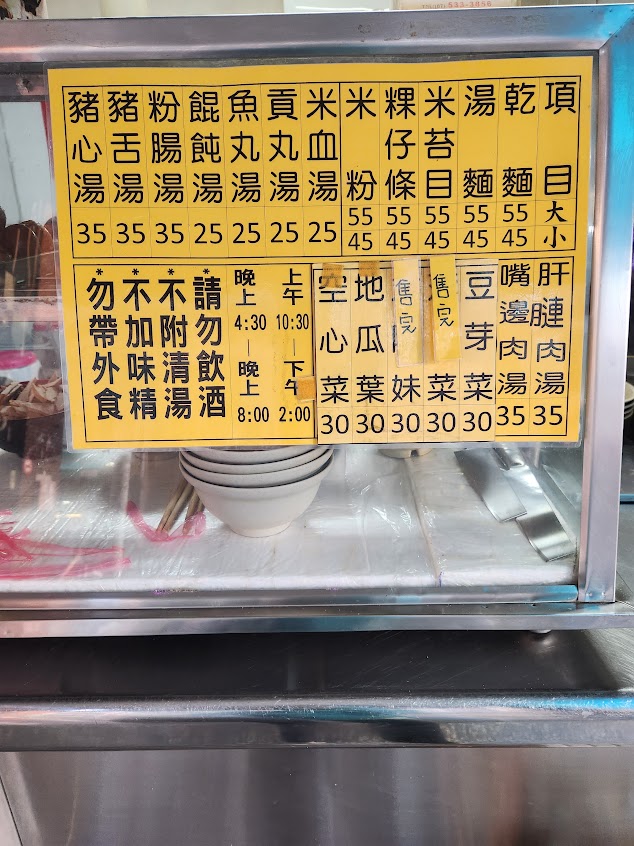 項目 大 小
乾麵 55 45
湯麵 55 45
米苔目 55 45
粿仔條 55 45
米粉 55 45
米血湯 25
貢丸湯 25
魚丸湯 25
餛飩湯 25
粉腸湯 35
豬舌湯 35
豬心湯 35
肝連肉湯 35
嘴邊肉湯 35
豆芽菜 30
售完 菜 30
售完 妹 30
地瓜葉 30
空心菜 30
上午 10:30 | 下午 2:00
晚上 4:30 | 晚上 8:00
*請勿飲酒
*不附清湯
*不加味精
*勿帶外食